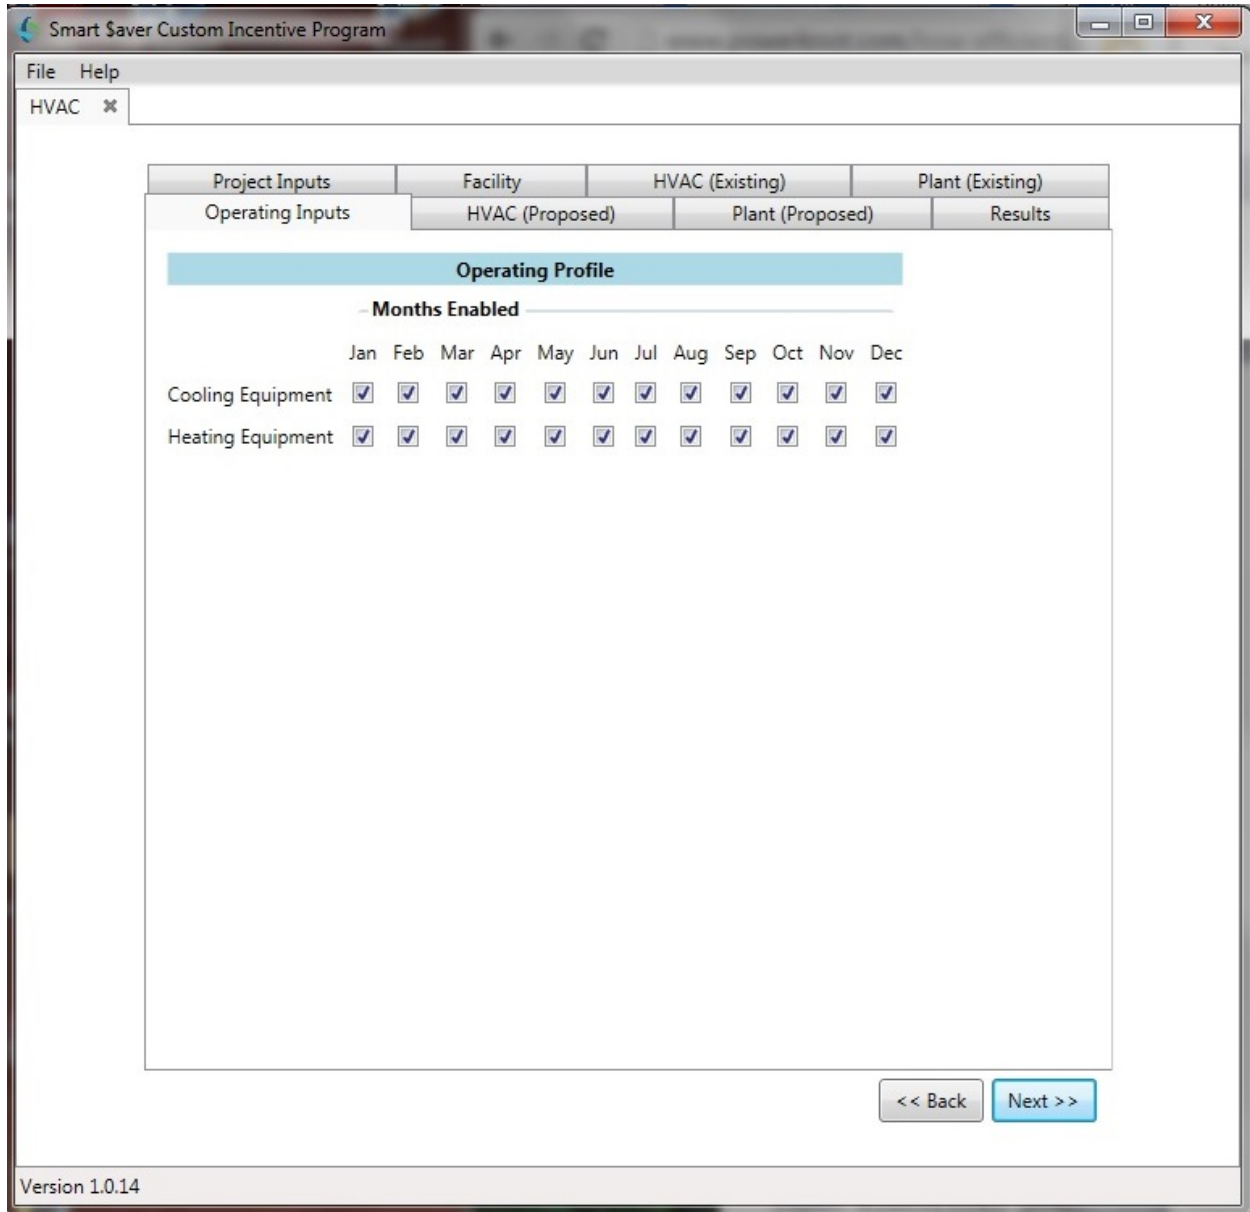 Smart $aver Custom Incentive Program
File Help
HVAC
Project Inputs Facility HVAC (Existing) Plant (Existing)
Operating Inputs HVAC (Proposed) Plant (Proposed) Results
Operating Profile
Months Enabled
Jan Feb Mar Apr May Jun Jul Aug Sep Oct Nov Dec
Cooling Equipment
Heating Equipment
<< Back Next >>
Version 1.0.14